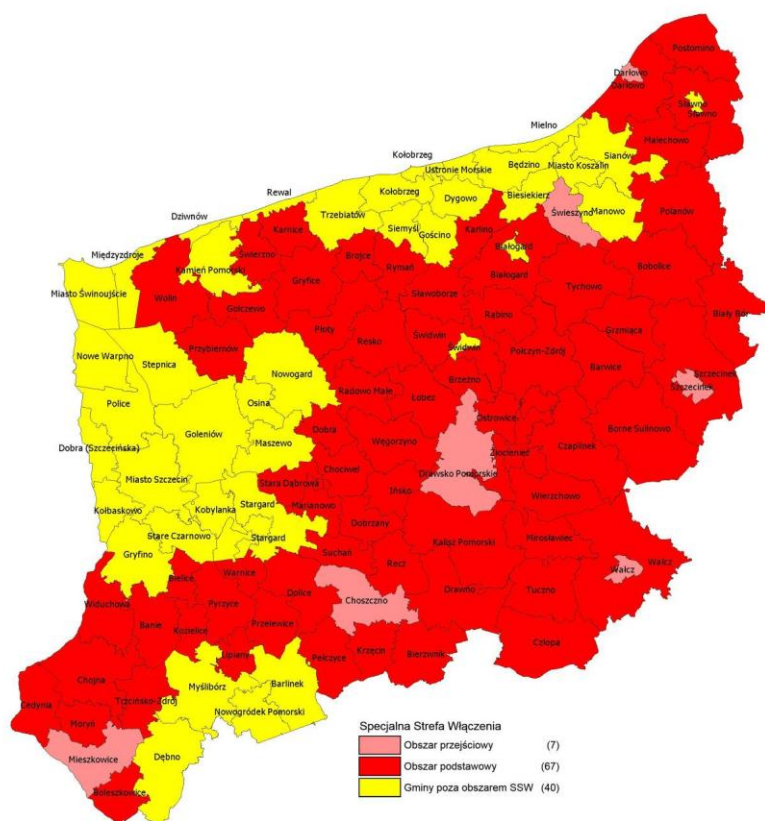 Postomino
Darłowo
Darłowo
Sławno
Sławno
Malechowo
Mielno
Kołobrzeg
Ustronie Morskie
Będzino
Miasto Koszalin
Sianów
Rewal
Kołobrzeg
Dygowo
Biesiekierz
Świeszyno
Manowo
Polanów
Dziwnów
Trzebiatów
Siemyśl
Gościno
Karlino
Białogard
Karnice
Międzyzdroje
Kamień Pomorski
Świerzno
Brojce
Rymań
Białogard
Bobolice
Miasto Świnoujście
Wolin
Gryfice
Sławoborze
Tychowo
Golczewo
Rąbino
Biały Bór
Płoty
Resko
Świdwin
Świdwin
Połczyn-Zdrój
Grzmiąca
Przybiernów
Nowe Warpno
Stepnica
Nowogard
Brzeżno
Barwice
Szczecinek
Szczecinek
Radowo Małe
Łobez
Police
Osina
Ostrowice
Borne Sulinowo
Dobra
Węgorzyno
Goleniów
Maszewo
Dobra (Szczecińska)
Złocieniec
Czaplinek
Chociwel
Drawsko Pomorskie
Miasto Szczecin
Stara Dąbrowa
Ińsko
Wierzchowo
Kołbaskowo
Kobylanka
Stargard
Marianowo
Dobrzany
Stare Czarnowo
Stargard
Kalisz Pomorski
Mirosławiec
Gryfino
Suchań
Recz
Wałcz
Wałcz
Bielice
Warnice
Dolice
Choszczno
Drawno
Tuczno
Widuchowa
Pyrzyce
Banie
Kozielice
Przelewice
Człopa
Lipiany
Pełczyce
Krzęcin
Bierzwnik
Chojna
Myślibórz
Barlinek
Cedynia
Trzcińsko-Zdrój
Nowogródek Pomorski
Moryń
Mieszkowice
Dębno
Boleszkowice
Specjalna Strefa Włączenia
Obszar przejściowy (7)
Obszar podstawowy (67)
Gminy poza obszarem SSW (40)